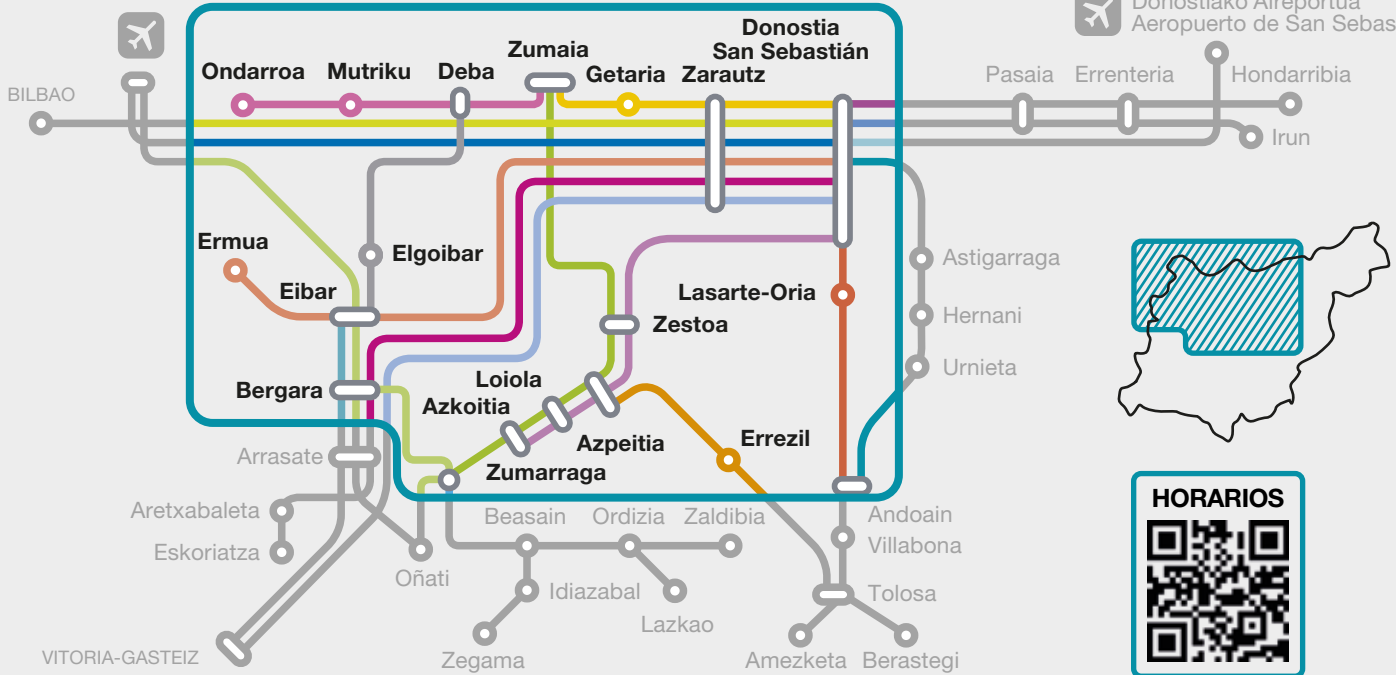 Donostiako Aireportua
Aeropuerto de San Sebas
Donostia
San Sebastián
Zumaia
Ondarroa
Mutriku
Deba
Getaria
Zarautz
Pasaia
Errenteria
Hondarribia
BILBAO
Irun
Ermua
Elgoibar
Astigarraga
Eibar
Lasarte-Oria
Hernani
Zestoa
Urnieta
Loiola
Bergara
Azkoitia
Azpeitia
Errezil
Arrasate
Zumarraga
HORARIOS
Aretxabaleta
Beasain
Ordizia
Zaldibia
Andoain
Eskoriatza
Villabona
Oñati
Idiazabal
Tolosa
Lazkao
VITORIA-GASTEIZ
Zegama
Amezketa
Berastegi